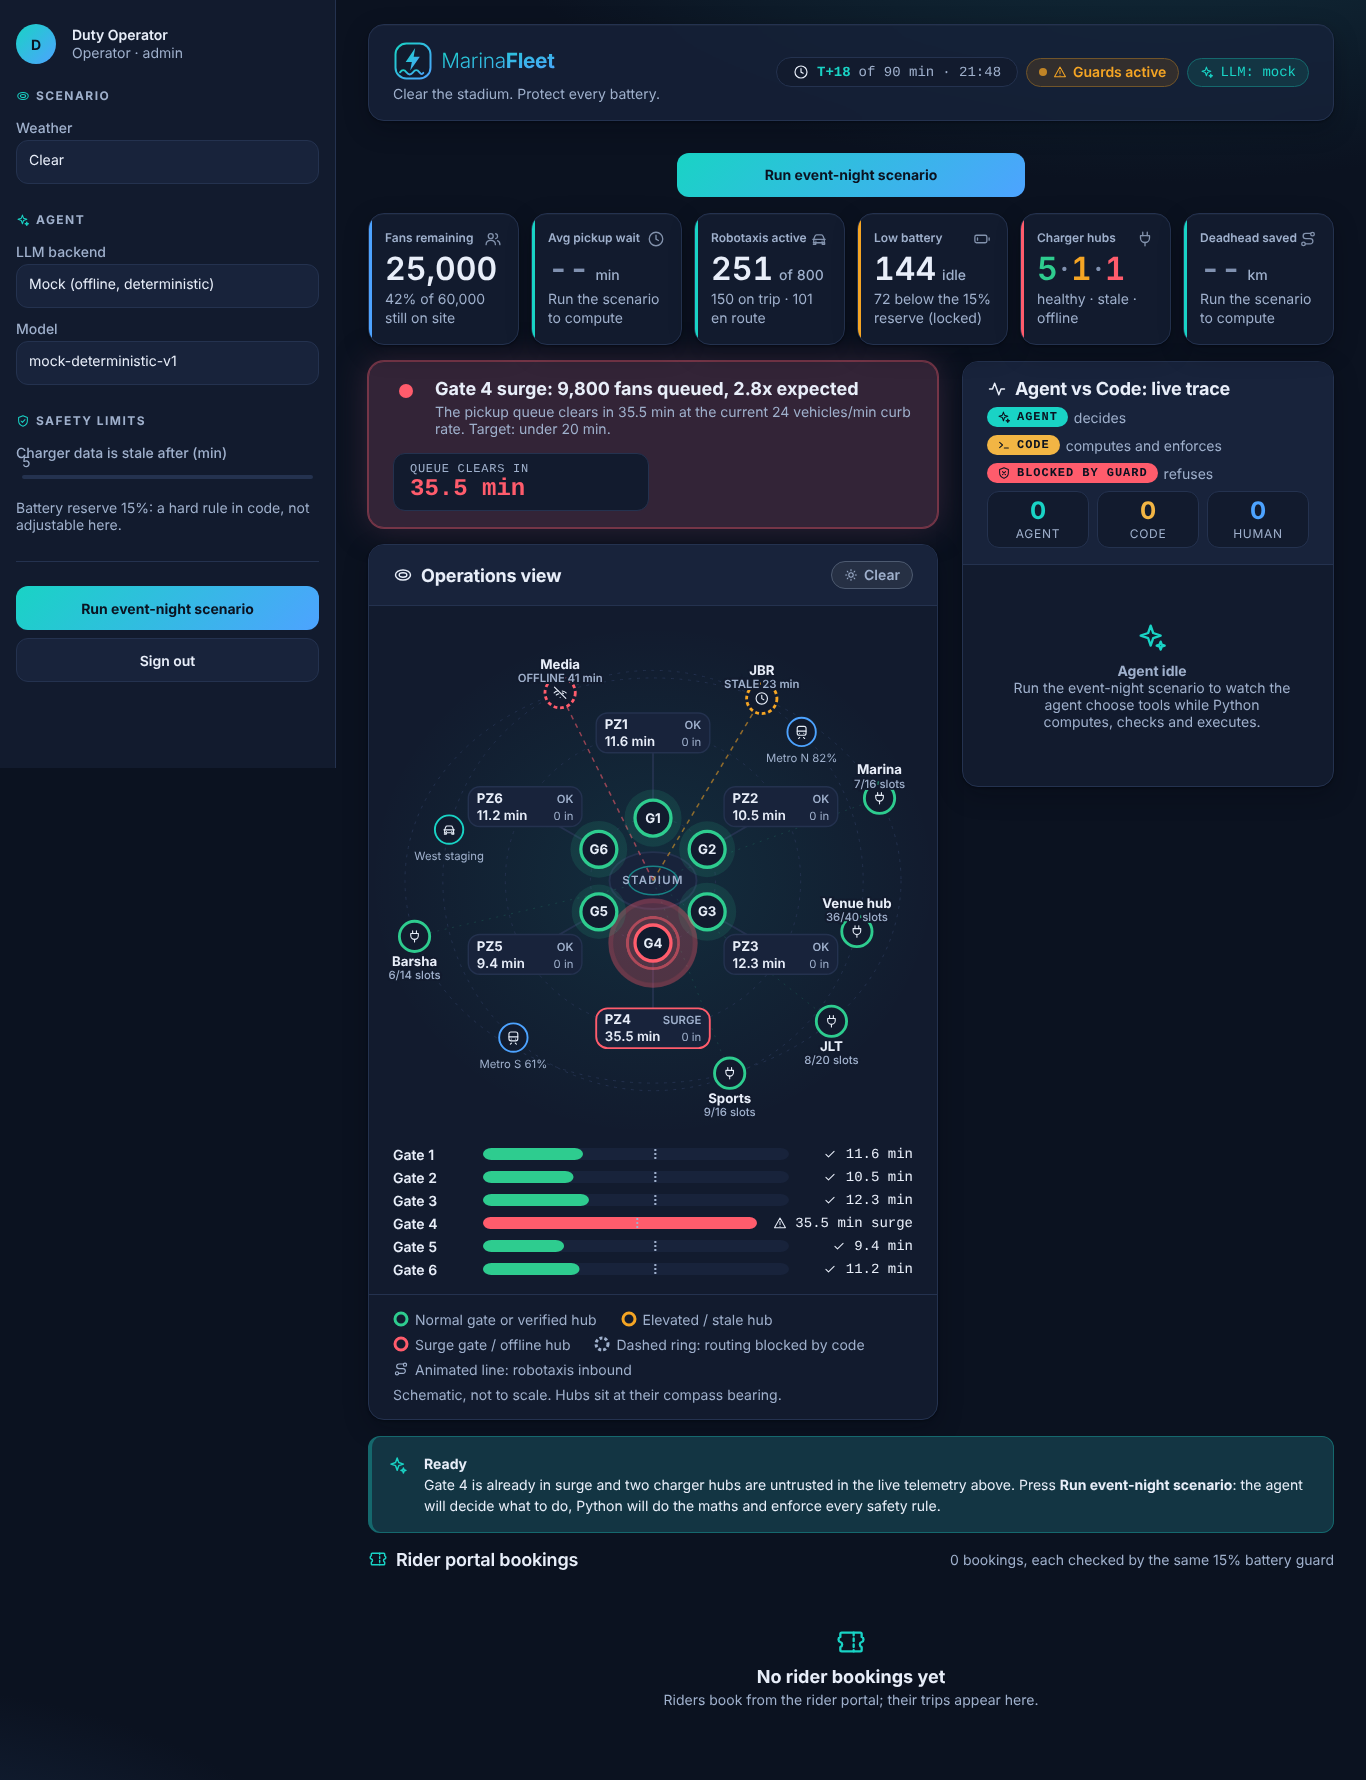 D
Duty Operator
Operator · admin
SCENARIO
Weather
Clear
AGENT
LLM backend
Mock (offline, deterministic)
Model
mock-deterministic-v1
SAFETY LIMITS
Charger data is stale after (min)
5
Battery reserve 15%: a hard rule in code, not
adjustable here.
Run event-night scenario
Sign out
MarinaFleet
Clear the stadium. Protect every battery.
T+18 of 90 min · 21:48
Guards active
LLM: mock
Run event-night scenario
Fans remaining
25,000
42% of 60,000
still on site
Avg pickup wait
-- min
Run the scenario
to compute
Robotaxis active
251 of 800
150 on trip · 101
en route
Low battery
144 idle
72 below the 15%
reserve (locked)
Charger hubs
5·1·1
healthy · stale ·
offline
Deadhead saved
-- km
Run the scenario
to compute
Gate 4 surge: 9,800 fans queued, 2.8x expected
The pickup queue clears in 35.5 min at the current 24 vehicles/min curb
rate. Target: under 20 min.
QUEUE CLEARS IN
35.5 min
Agent vs Code: live trace
AGENT decides
CODE computes and enforces
BLOCKED BY GUARD refuses
0
AGENT
0
CODE
0
HUMAN
Agent idle
Run the event-night scenario to watch the
agent choose tools while Python
computes, checks and executes.
Operations view
Clear
Media
OFFLINE 41 min
JBR
STALE 23 min
PZ1 OK
11.6 min 0 in
Metro N 82%
Marina
7/16 slots
PZ6 OK
11.2 min 0 in
PZ2 OK
10.5 min 0 in
G1
West staging
G6
G2
STADIUM
Venue hub
36/40 slots
G5
G3
Barsha
6/14 slots
PZ5 OK
9.4 min 0 in
G4
PZ3 OK
12.3 min 0 in
PZ4 SURGE
35.5 min 0 in
Metro S 61%
JLT
8/20 slots
Sports
9/16 slots
Gate 1 11.6 min
Gate 2 10.5 min
Gate 3 12.3 min
Gate 4 35.5 min surge
Gate 5 9.4 min
Gate 6 11.2 min
Normal gate or verified hub
Elevated / stale hub
Surge gate / offline hub
Dashed ring: routing blocked by code
Animated line: robotaxis inbound
Schematic, not to scale. Hubs sit at their compass bearing.
Ready
Gate 4 is already in surge and two charger hubs are untrusted in the live telemetry above. Press Run event-night scenario: the agent
will decide what to do, Python will do the maths and enforce every safety rule.
Rider portal bookings
0 bookings, each checked by the same 15% battery guard
No rider bookings yet
Riders book from the rider portal; their trips appear here.